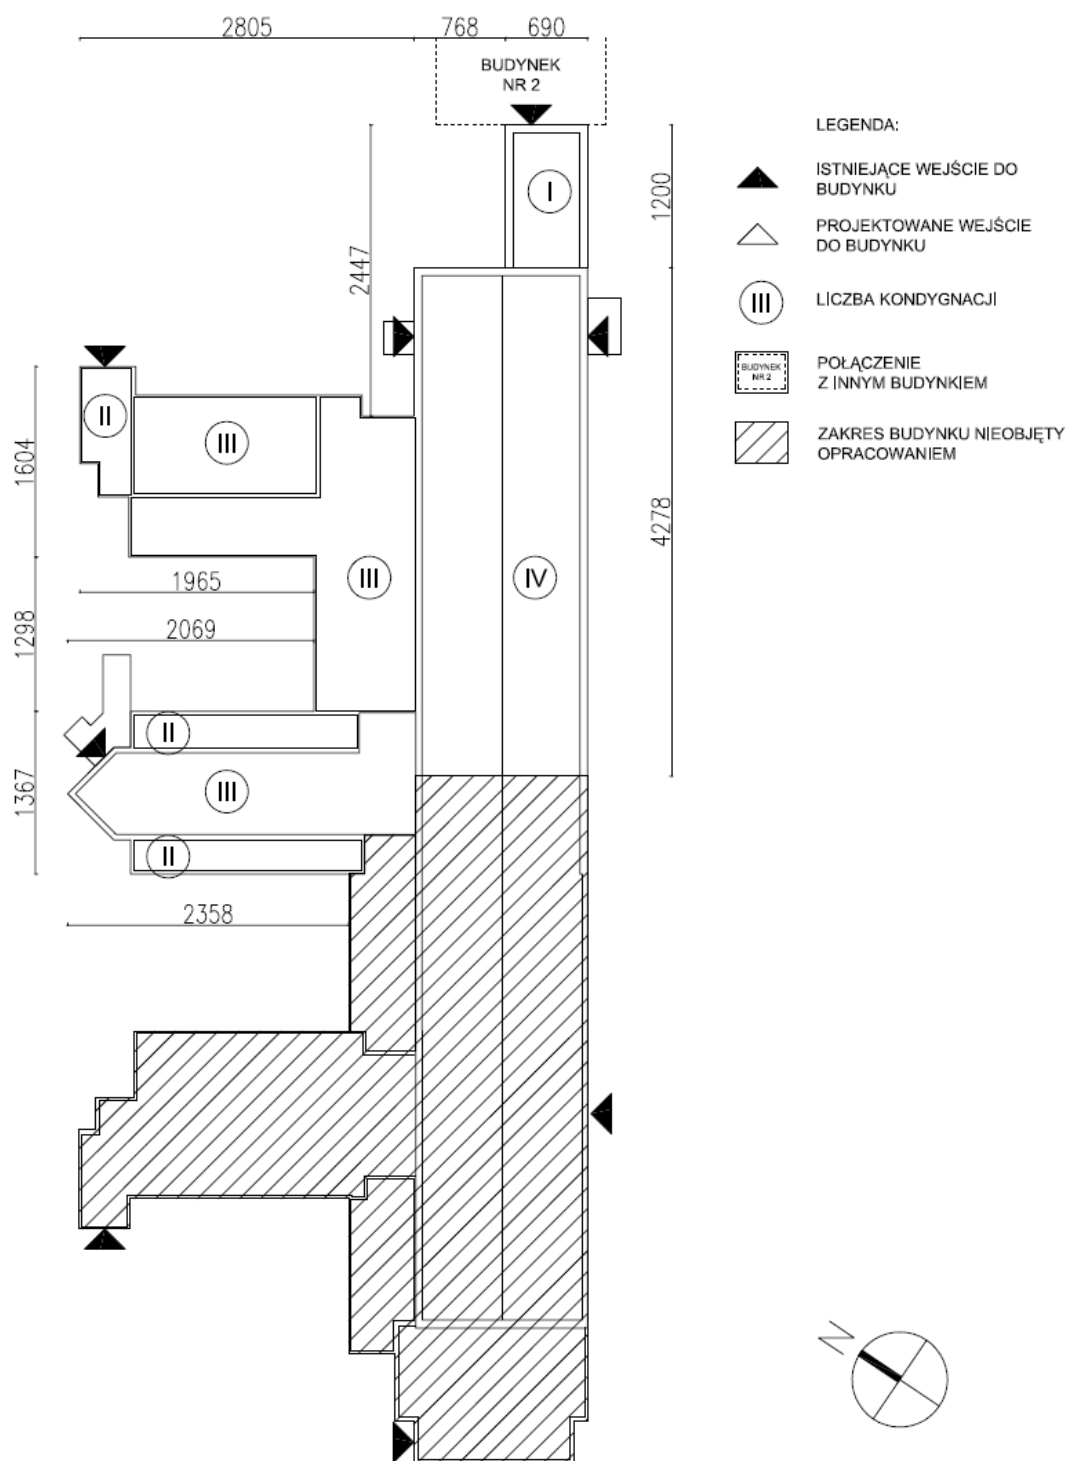 2805
768
690
BUDYNEK
NR 2
LEGENDA:
ISTNIEJĄCE WEJŚCIE DO
BUDYNKU
I
1200
PROJEKTOWANE WEJŚCIE
DO BUDYNKU
2447
III
LICZBA KONDYGNACJI
BUDYNEK
NR 2
POŁĄCZENIE
Z INNYM BUDYNKIEM
II
III
ZAKRES BUDYNKU NIEOBJĘTY
OPRACOWANIEM
1604
4278
1965
III
IV
2069
1298
II
1367
III
II
2358
N